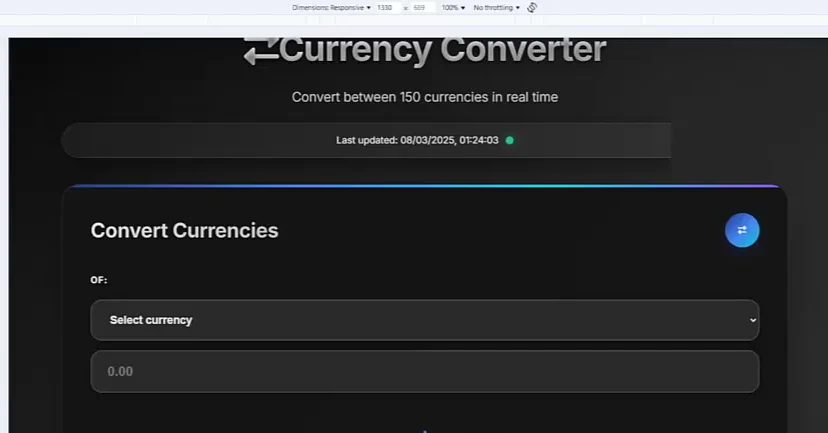 Dimensions: Responsive 1330 x 689 100% No throttling
Currency Converter
Convert between 150 currencies in real time
Last updated: 08/03/2025, 01:24:03
Convert Currencies
OF:
Select currency
0.00